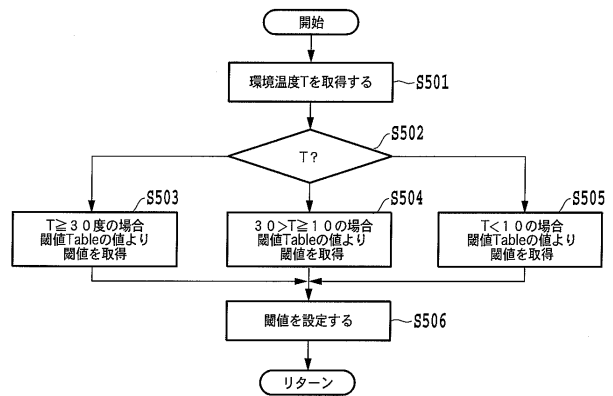 開始
環境温度Tを取得する
S501
T?
S502
T≧30度の場合
閾値Tableの値より
閾値を取得
S503
30>T≧10の場合
閾値Tableの値より
閾値を取得
S504
T<10の場合
閾値Tableの値より
閾値を取得
S505
閾値を設定する
S506
リターン